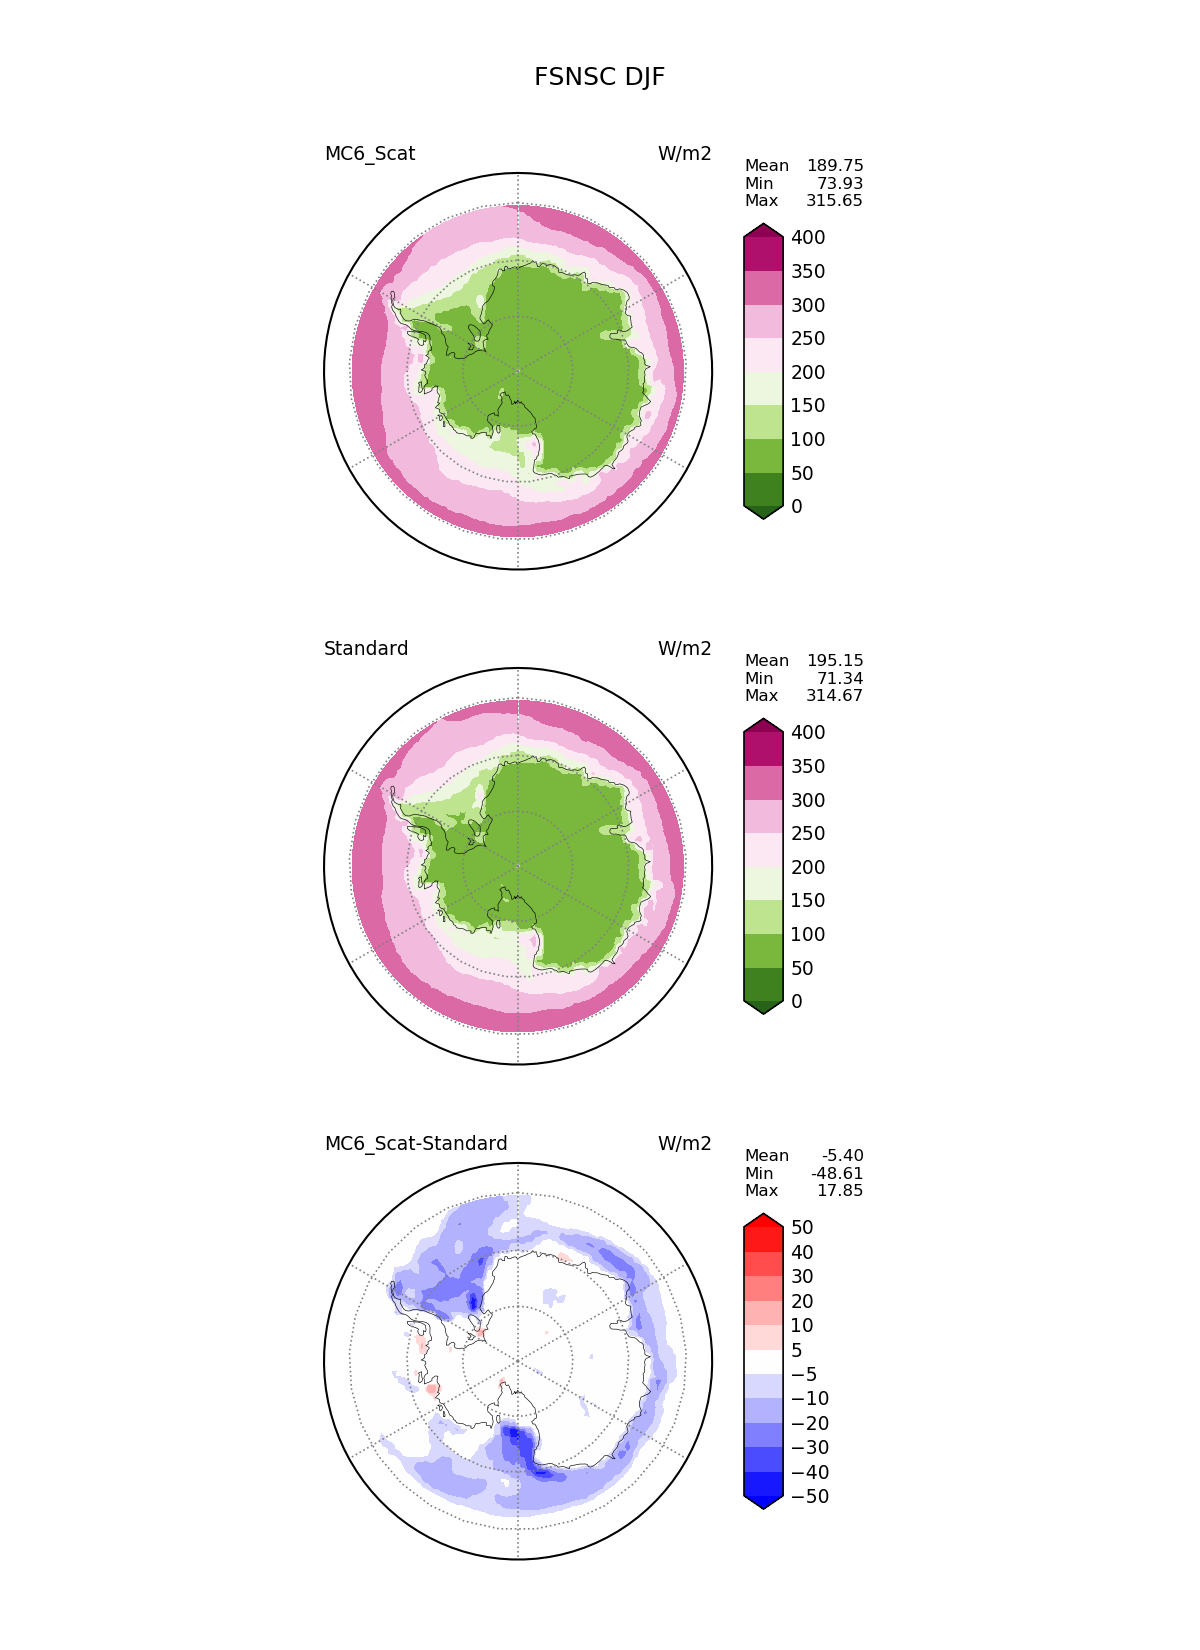 FSNSC DJF
MC6_Scat W/m2
Mean 189.75
Min 73.93
Max 315.65
400
350
300
250
200
150
100
50
0
Standard W/m2
Mean 195.15
Min 71.34
Max 314.67
400
350
300
250
200
150
100
50
0
MC6_Scat-Standard W/m2
Mean -5.40
Min -48.61
Max 17.85
50
40
30
20
10
5
−5
−10
−20
−30
−40
−50